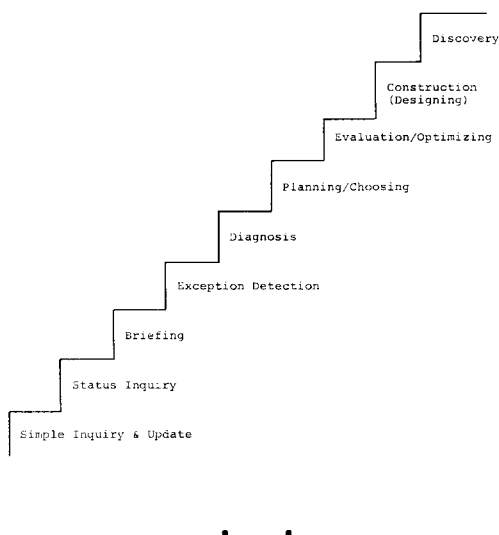 Discovery
Construction
(Designing)
Evaluation/Optimizing
Planning/Choosing
Diagnosis
Exception Detection
Briefing
Status Inquiry
Simple Inquiry & Update